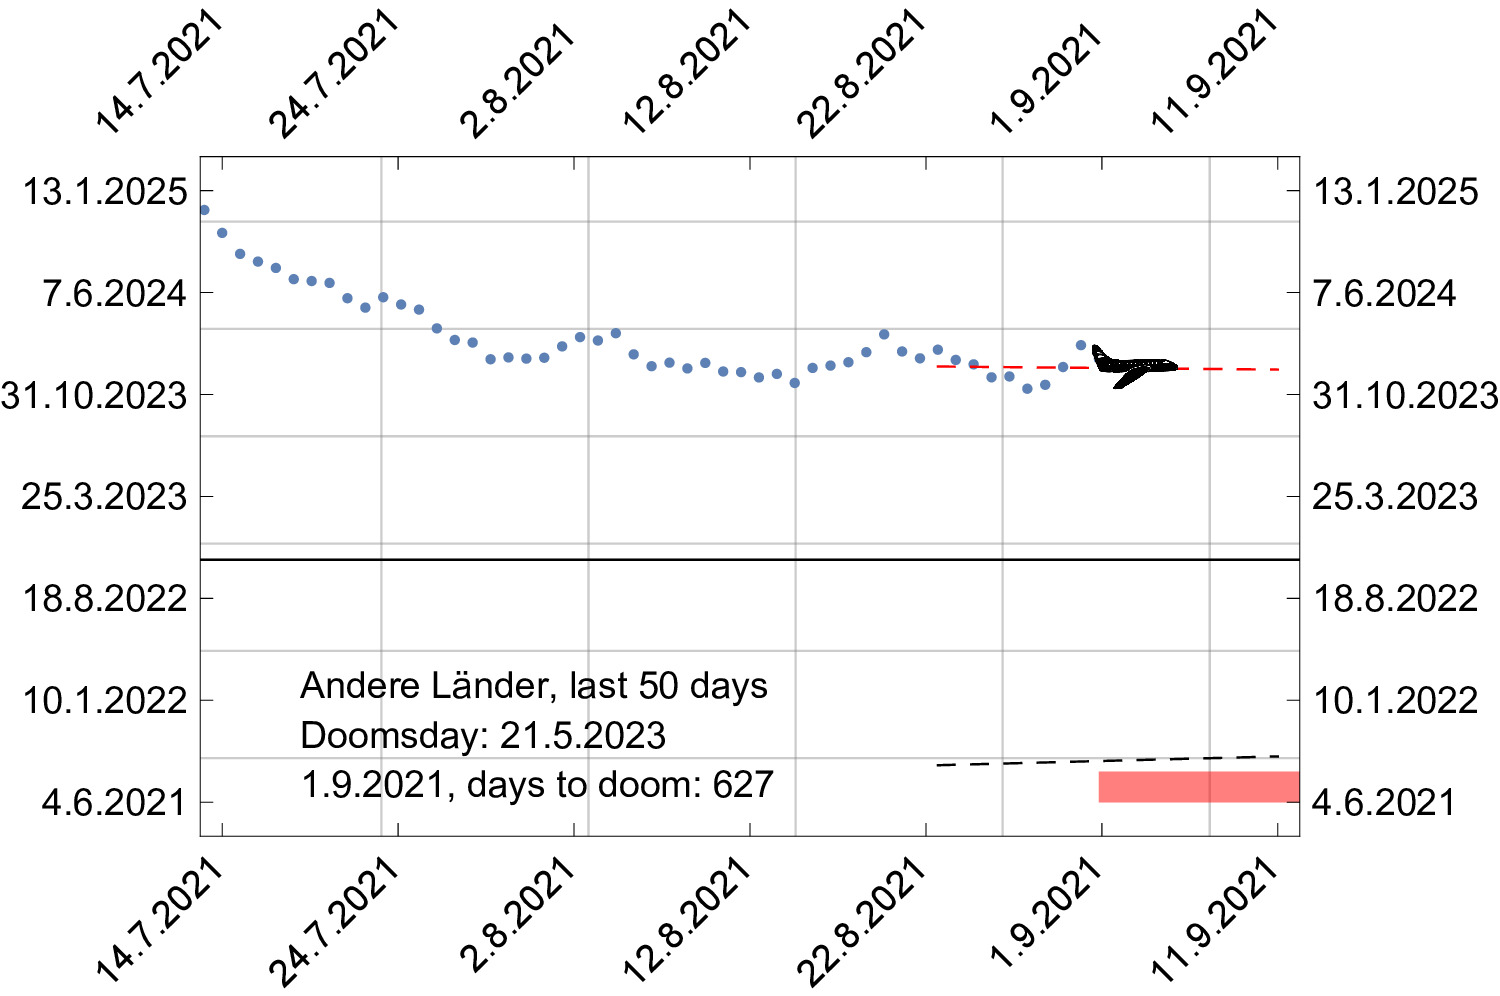 14.7.2021 24.7.2021 2.8.2021 12.8.2021 22.8.2021 1.9.2021 11.9.2021
13.1.2025 13.1.2025
7.6.2024 7.6.2024
31.10.2023 31.10.2023
25.3.2023 25.3.2023
18.8.2022 18.8.2022
Andere Länder, last 50 days
10.1.2022 10.1.2022
Doomsday: 21.5.2023
1.9.2021, days to doom: 627
4.6.2021 4.6.2021
14.7.2021 24.7.2021 2.8.2021 12.8.2021 22.8.2021 1.9.2021 11.9.2021